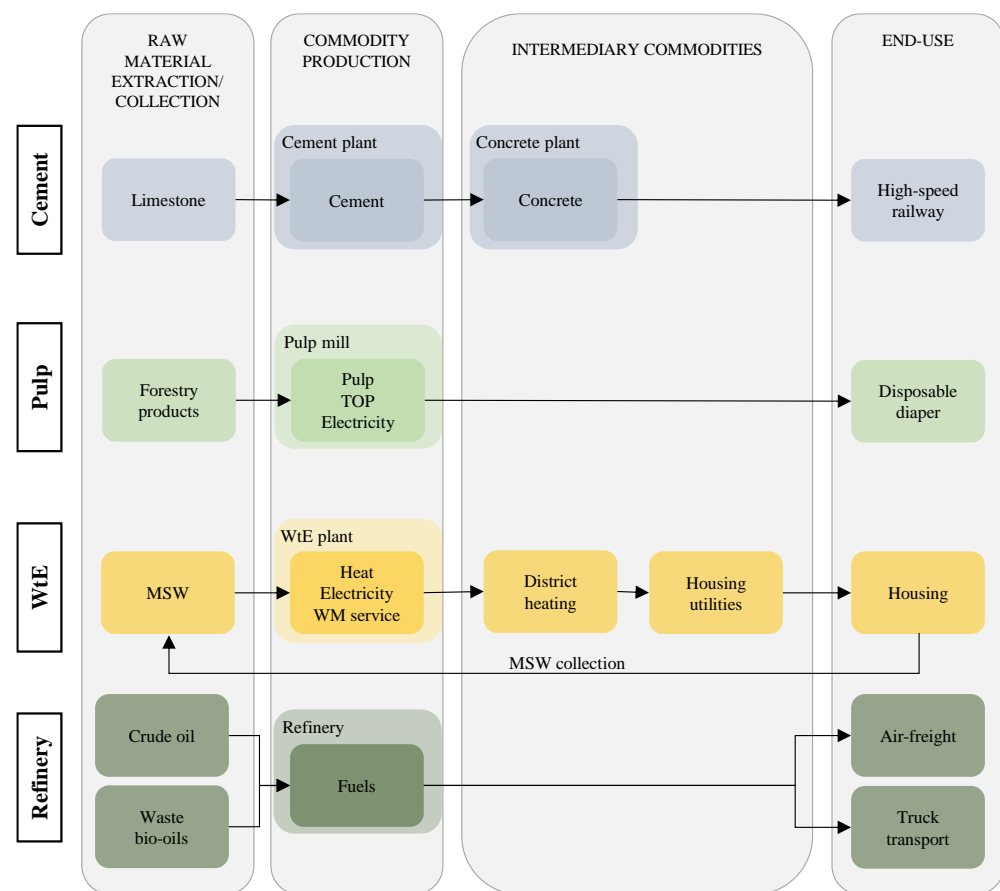 RAW
MATERIAL
EXTRACTION/
COLLECTION
COMMODITY
PRODUCTION
INTERMEDIARY COMMODITIES
END-USE
Cement
Limestone
Cement plant
Cement
Concrete plant
Concrete
High-speed
railway
Pulp
Forestry
products
Pulp mill
Pulp
TOP
Electricity
Disposable
diaper
WtE
MSW
WtE plant
Heat
Electricity
WM service
District
heating
Housing
utilities
Housing
MSW collection
Refinery
Crude oil
Waste
bio-oils
Refinery
Fuels
Air-freight
Truck
transport